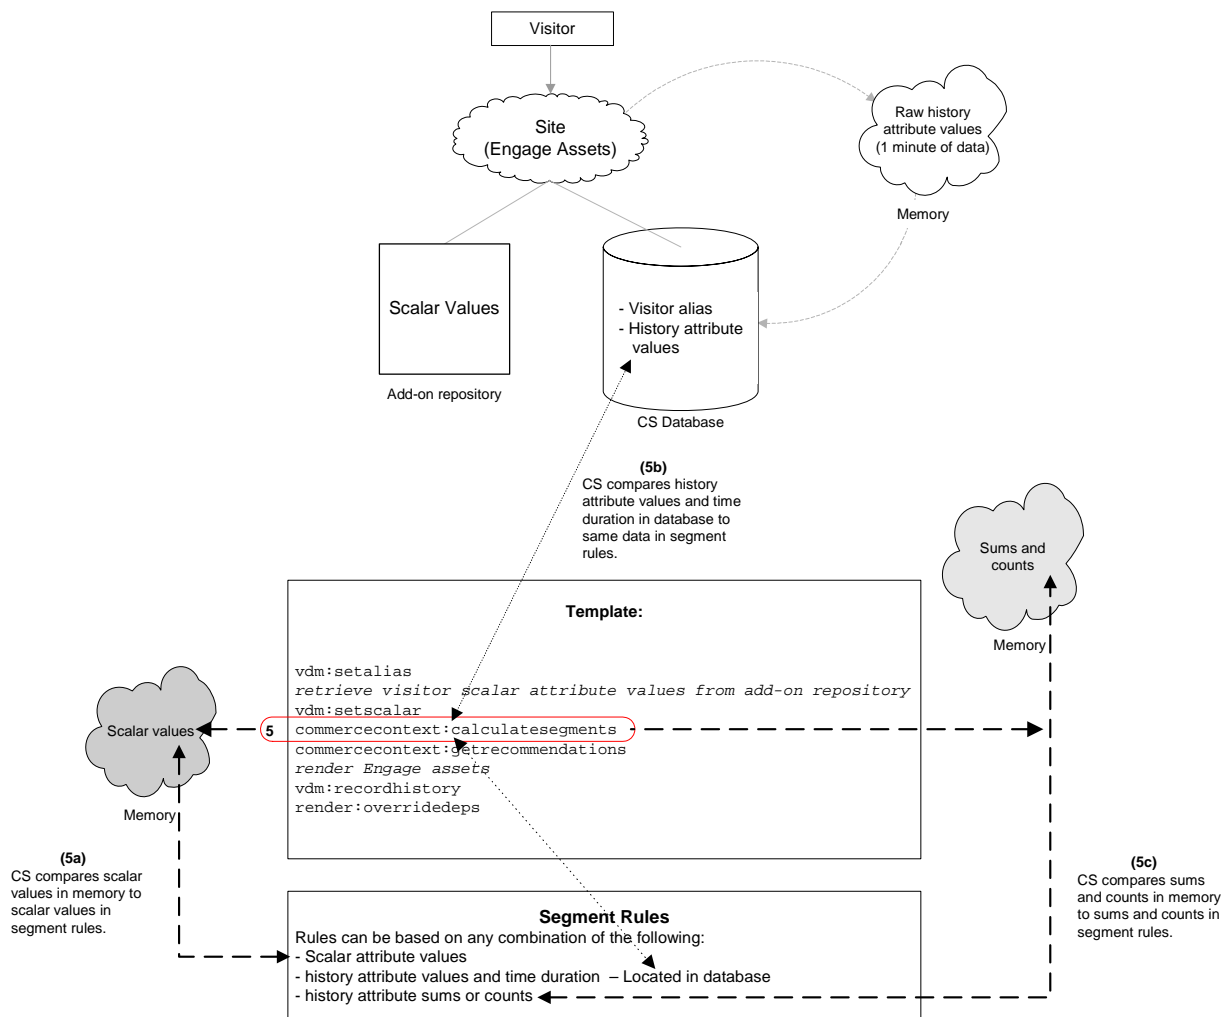 Visitor
Site
(Engage Assets)
Raw history
attribute values
(1 minute of data)
Memory
Scalar Values
Add-on repository
- Visitor alias
- History attribute
values
CS Database
(5b)
CS compares history
attribute values and time
duration in database to
same data in segment
rules.
Sums and
counts
Memory
Template:
vdm:setalias
retrieve visitor scalar attribute values from add-on repository
vdm:setscalar
5 commercecontext:calculatesegments
commercecontext:getrecommendations
render Engage assets
vdm:recordhistory
render:overridedeps
Scalar values
Memory
(5a)
CS compares scalar
values in memory to
scalar values in
segment rules.
(5c)
CS compares sums
and counts in memory
to sums and counts in
segment rules.
Segment Rules
Rules can be based on any combination of the following:
- Scalar attribute values
- history attribute values and time duration – Located in database
- history attribute sums or counts